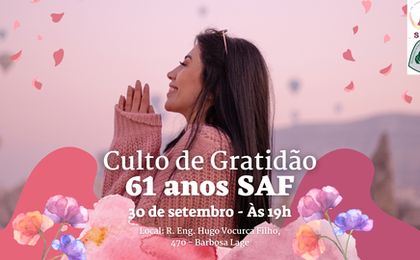 Culto de Gratidão
61 anos SAF
30 de setembro - Às 19h
Local: R. Eng. Hugo Vocurca Filho,
470 - Barbosa Lage